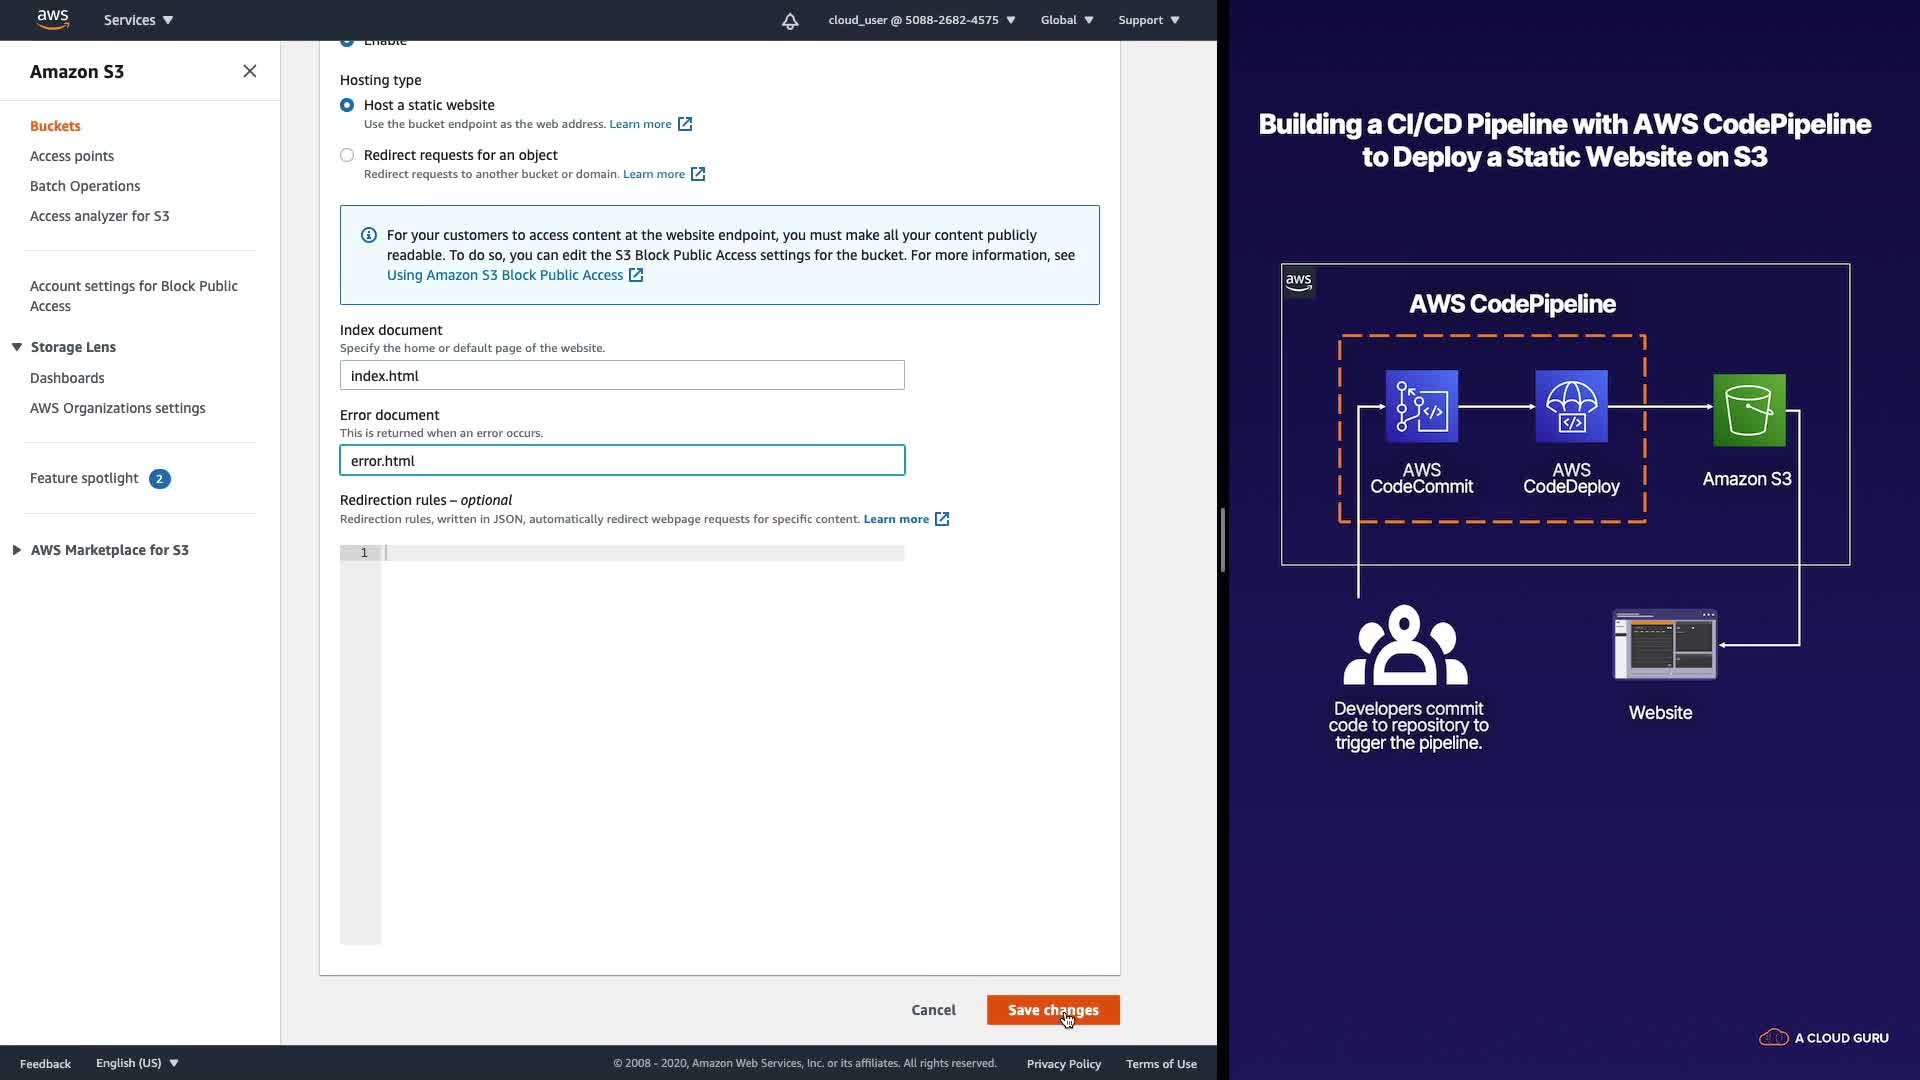 aws
Services
cloud_user @ 5088-2682-4575
Global
Support
Amazon S3
Buckets
Access points
Batch Operations
Access analyzer for S3
Account settings for Block Public
Access
Storage Lens
Dashboards
AWS Organizations settings
Feature spotlight 2
AWS Marketplace for S3
Enable
Hosting type
Host a static website
Use the bucket endpoint as the web address. Learn more
Redirect requests for an object
Redirect requests to another bucket or domain. Learn more
For your customers to access content at the website endpoint, you must make all your content publicly
readable. To do so, you can edit the S3 Block Public Access settings for the bucket. For more information, see
Using Amazon S3 Block Public Access
Index document
Specify the home or default page of the website.
index.html
Error document
This is returned when an error occurs.
error.html
Redirection rules – optional
Redirection rules, written in JSON, automatically redirect webpage requests for specific content. Learn more
1
Cancel
Save changes
Feedback
English (US)
© 2008 - 2020, Amazon Web Services, Inc. or its affiliates. All rights reserved.
Privacy Policy
Terms of Use
Building a CI/CD Pipeline with AWS CodePipeline
to Deploy a Static Website on S3
aws
AWS CodePipeline
AWS
CodeCommit
AWS
CodeDeploy
Amazon S3
Developers commit
code to repository to
trigger the pipeline.
Website
A CLOUD GURU